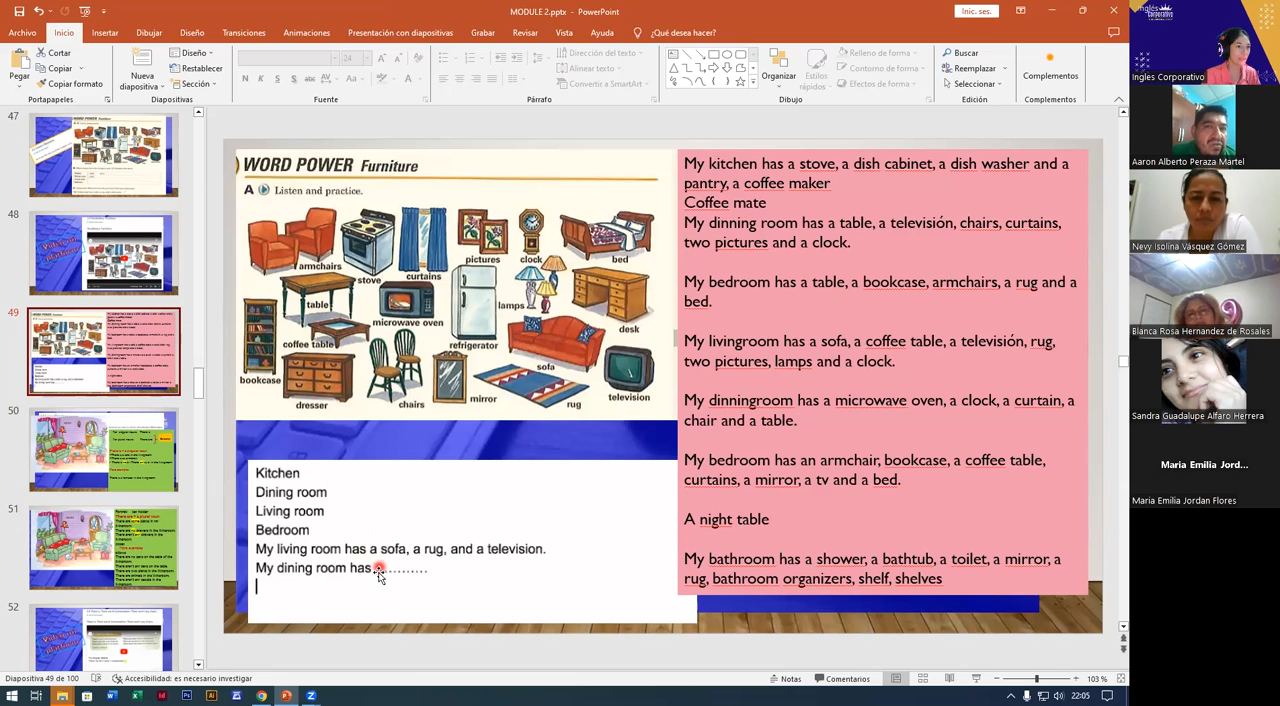 MODULE 2.pptx - PowerPoint
Inic. ses.
Archivo Inicio Insertar Dibujar Diseño Transiciones Animaciones Presentación con diapositivas Grabar Revisar Vista Ayuda ¿Qué desea hacer?
Pegar
Cortar
Copiar
Copiar formato
Portapapeles
Nueva diapositiva
Diseño
Restablecer
Sección
Diapositivas
24
N K S S abc AV Aa A
Fuente
Dirección del texto
Alinear texto
Convertir a SmartArt
Párrafo
Organizar
Estilos rápidos
Relleno de forma
Contorno de forma
Efectos de forma
Dibujo
Buscar
Reemplazar
Seleccionar
Edición
Complementos
Complementos
47
48
49
50
51
52
WORD POWER Furniture
Listen and practice.
armchairs
stove
curtains
pictures
clock
bed
table
microwave oven
refrigerator
lamps
desk
coffee table
bookcase
dresser
chairs
mirror
sofa
rug
television
Kitchen
Dining room
Living room
Bedroom
My living room has a sofa, a rug, and a television.
My dining room has...........
My kitchen has stove, a dish cabinet, a dish washer and a
pantry, a coffee maker
Coffee mate
My dinning room has a table, a televisión, chairs, curtains,
two pictures and a clock.
My bedroom has a table, a bookcase, armchairs, a rug and a
bed.
My livingroom has a sofa, a coffee table, a televisión, rug,
two pictures, lamps and a clock.
My dinningroom has a microwave oven, a clock, a curtain, a
chair and a table.
My bedroom has an armchair, bookcase, a coffee table,
curtains, a mirror, a tv and a bed.
A night table
My bathroom has a shower, a bathtub, a toilet, a mirror, a
rug, bathroom organizers, shelf, shelves
Diapositiva 49 de 100
Accesibilidad: es necesario investigar
Notas
Comentarios
103 %
22:05
Inglés Corporativo
Inglés Corporativo
Aaron Alberto Peraza Martel
Nevy Isolina Vásquez Gómez
Blanca Rosa Hernandez de Rosales
Sandra Guadalupe Alfaro Herrera
Maria Emilia Jord...
Maria Emilia Jordan Flores